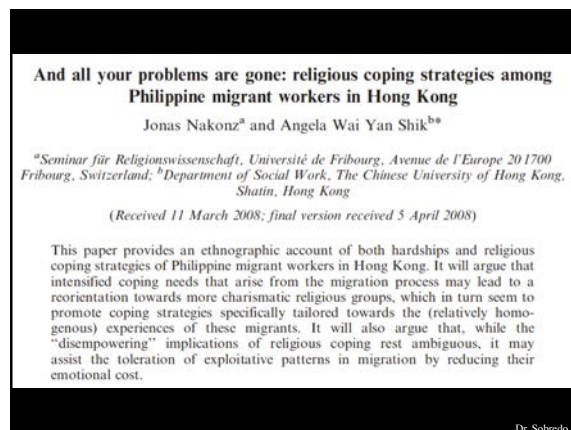 And all your problems are gone: religious coping strategies among
Philippine migrant workers in Hong Kong
Jonas Nakonzᵃ and Angela Wai Yan Shikᵇ*
ᵃSeminar für Religionswissenschaft, Université de Fribourg, Avenue de l'Europe 20 1700
Fribourg, Switzerland; ᵇDepartment of Social Work, The Chinese University of Hong Kong,
Shatin, Hong Kong
(Received 11 March 2008; final version received 5 April 2008)
This paper provides an ethnographic account of both hardships and religious
coping strategies of Philippine migrant workers in Hong Kong. It will argue that
intensified coping needs that arise from the migration process may lead to a
reorientation towards more charismatic religious groups, which in turn seem to
promote coping strategies specifically tailored towards the (relatively homo-
genous) experiences of these migrants. It will also argue that, while the
“disempowering” implications of religious coping rest ambiguous, it may
assist the toleration of exploitative patterns in migration by reducing their
emotional cost.
Dr. Sobredo